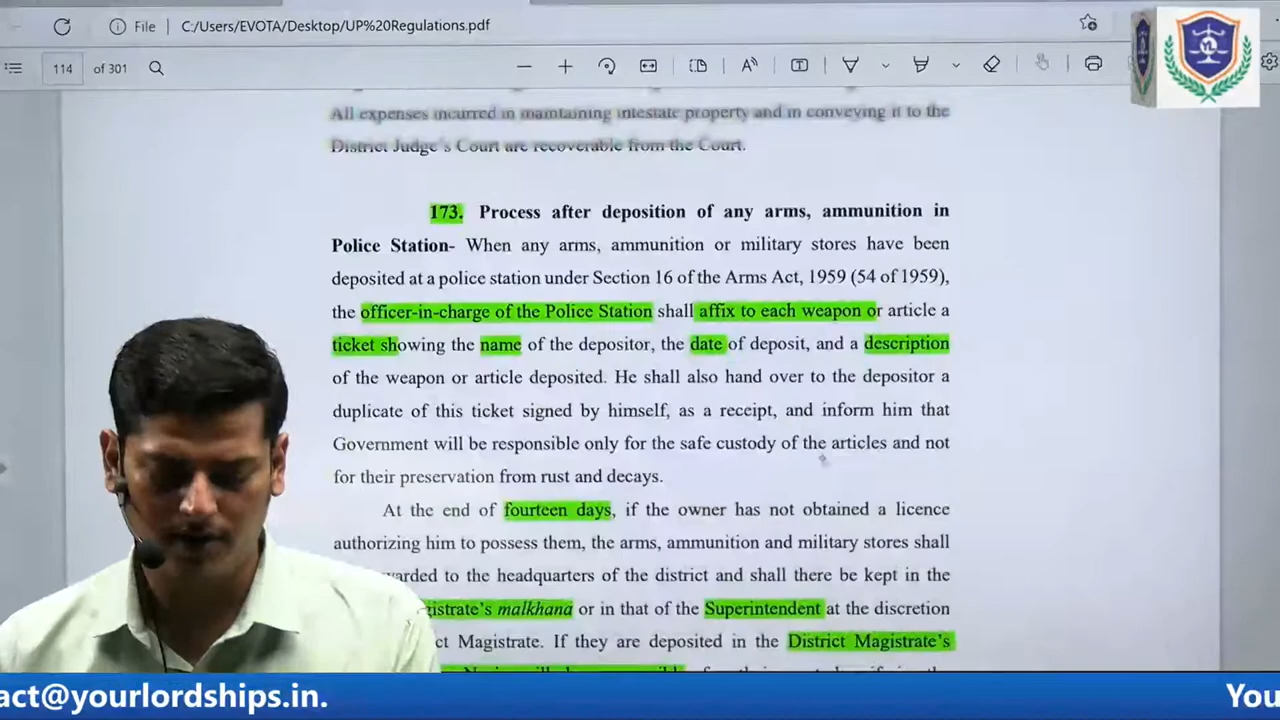 File C:/Users/EVOTA/Desktop/UP%20Regulations.pdf
114 of 301
All expenses incurred in maintaining intestate property and in conveying it to the
District Judge's Court are recoverable from the Court.
173. Process after deposition of any arms, ammunition in
Police Station- When any arms, ammunition or military stores have been
deposited at a police station under Section 16 of the Arms Act, 1959 (54 of 1959),
the officer-in-charge of the Police Station shall affix to each weapon or article a
ticket showing the name of the depositor, the date of deposit, and a description
of the weapon or article deposited. He shall also hand over to the depositor a
duplicate of this ticket signed by himself, as a receipt, and inform him that
Government will be responsible only for the safe custody of the articles and not
for their preservation from rust and decays.
At the end of fourteen days, if the owner has not obtained a licence
authorizing him to possess them, the arms, ammunition and military stores shall
warded to the headquarters of the district and shall there be kept in the
gistrate's malkhana or in that of the Superintendent at the discretion
ct Magistrate. If they are deposited in the District Magistrate's
act@yourlordships.in. You